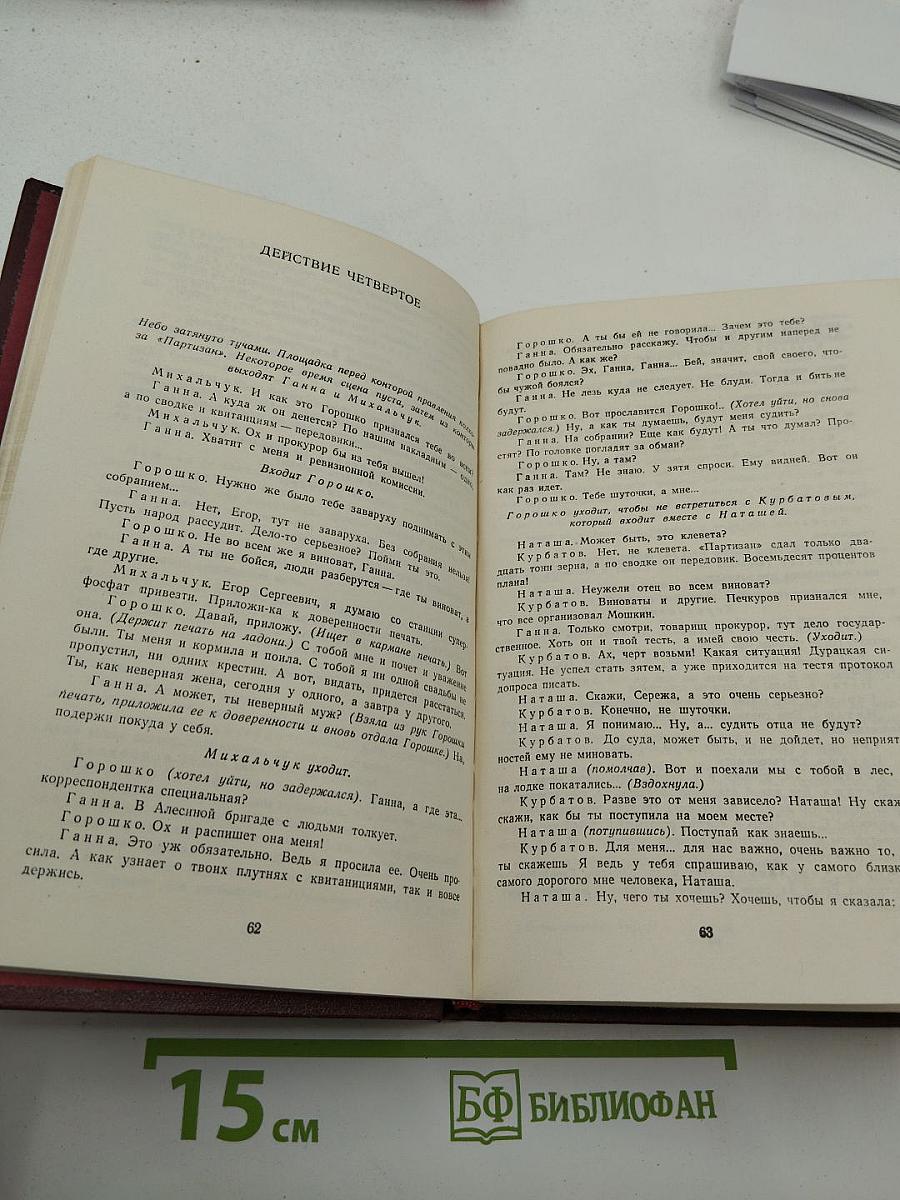 ДЕЙСТВИЕ ЧЕТВЕРТОЕ
Небо затянуто тучами. Площадка перед конторой правления колхо-
за «Партизан». Некоторое время сцена пуста, затем из конторы
выходят Ганна и Михальчук.
Михальчук. И как это Горошко признался тебе во всем?
Ганна. А куда ж он денется? По нашим накладным — одно,
а по сводке и квитанциям — передовики...
Михальчук. Ох и прокурор бы из тебя вышел!
Ганна. Хватит с меня и ревизионной комиссии.
Входит Горошко.
Горошко. Нужно же было тебе заваруху поднимать с этим
собранием...
Ганна. Нет, Егор, тут не заваруха. Без собрания нельзя!
Пусть народ рассудит. Дело-то серьезное? Пойми ты это.
Горошко. Не во всем же я виноват, Ганна.
Ганна. А ты не бойся, люди разберутся — где ты виноват, а
где другие.
Михальчук. Егор Сергеевич, я думаю со станции супер-
фосфат привезти. Приложи-ка к доверенности печать.
Горошко. Давай, приложу. (Ищет в кармане печать.) Вот
она. (Держит печать на ладони.) С тобой мне и почет и уважение
были. Ты меня и кормила и поила. С тобой я ни одной свадьбы не
пропустил, ни одних крестин. А вот, видать, придется расстаться.
Ты, как неверная жена, сегодня у одного, а завтра у другого.
Ганна. А может, ты неверный муж? (Взяла из рук Горошки
печать, приложила ее к доверенности и вновь отдала Горошке.) На,
подержи покуда у себя.
Михальчук уходит.
Горошко (хотел уйти, но задержался). Ганна, а где эта...
корреспондентка специальная?
Ганна. В Алесиной бригаде с людьми толкует.
Горошко. Ох и распишет она меня!
Ганна. Это уж обязательно. Ведь я просила ее. Очень про-
сила. А как узнает о твоих плутнях с квитанциями, так и вовсе
держись.
62
Горошко. А ты бы ей не говорила... Зачем это тебе?
Ганна. Обязательно расскажу. Чтобы и другим наперед не
повадно было. А как же?
Горошко. Эх, Ганна, Ганна... Бей, значит, свой своего, что-
бы чужой боялся?
Ганна. Не лезь куда не следует. Не блуди. Тогда и бить не
будут.
Горошко. Вот прославится Горошко!.. (Хотел уйти, но снова
задержался.) Ну, а как ты думаешь, будут меня судить?
Ганна. На собрании? Еще как будут! А ты что думал? Про-
стят? По головке погладят за обман?
Горошко. Ну, а там?
Ганна. Там? Не знаю. У зятя спроси. Ему видней. Вот он
как раз идет.
Горошко. Тебе шуточки, а мне...
Горошко уходит, чтобы не встретиться с Курбатовым,
который входит вместе с Наташей.
Наташа. Может быть, это клевета?
Курбатов. Нет, не клевета. «Партизан» сдал только два-
дцать тонн зерна, а по сводке он передовик. Восемьдесят процентов
плана!
Наташа. Неужели отец во всем виноват?
Курбатов. Виноваты и другие. Печкуров признался мне,
что все организовал Мошкин.
Ганна. Только смотри, товарищ прокурор, тут дело государ-
ственное. Хоть он и твой тесть, а имей свою честь. (Уходит.)
Курбатов. Ах, черт возьми! Какая ситуация! Дурацкая си-
туация. Не успел стать зятем, а уже приходится на тестя протокол
допроса писать.
Наташа. Скажи, Сережа, а это очень серьезно?
Курбатов. Конечно, не шуточки.
Наташа. Я понимаю... Ну, а... судить отца не будут?
Курбатов. До суда, может быть, и не дойдет, но неприят
ностей ему не миновать.
Наташа (помолчав). Вот и поехали мы с тобой в лес,
на лодке покатались... (Вздохнула.)
Курбатов. Разве это от меня зависело? Наташа! Ну скаж
скажи, как бы ты поступила на моем месте?
Наташа (потупившись). Поступай как знаешь...
Курбатов. Для меня... для нас важно, очень важно то,
ты скажешь Я ведь у тебя спрашиваю, как у самого близк
самого дорогого мне человека, Наташа.
Наташа. Ну, чего ты хочешь? Хочешь, чтобы я сказала:
63
15 см
БФ БИБЛИОФАН